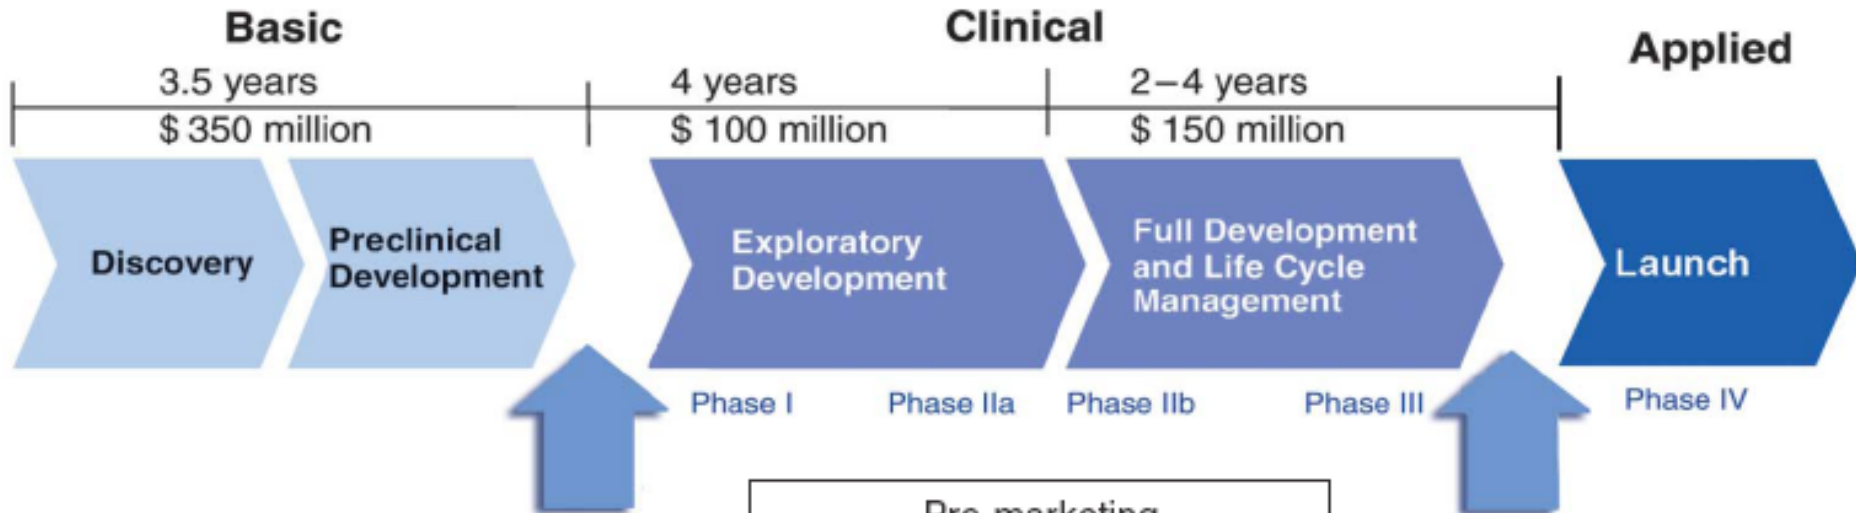 Basic
Clinical
Applied
3.5 years
4 years
2–4 years
$ 350 million
$ 100 million
$ 150 million
Discovery
Preclinical
Development
Exploratory
Development
Full Development
and Life Cycle
Management
Launch
Phase I
Phase IIa
Phase IIb
Phase III
Phase IV
Pre-marketing